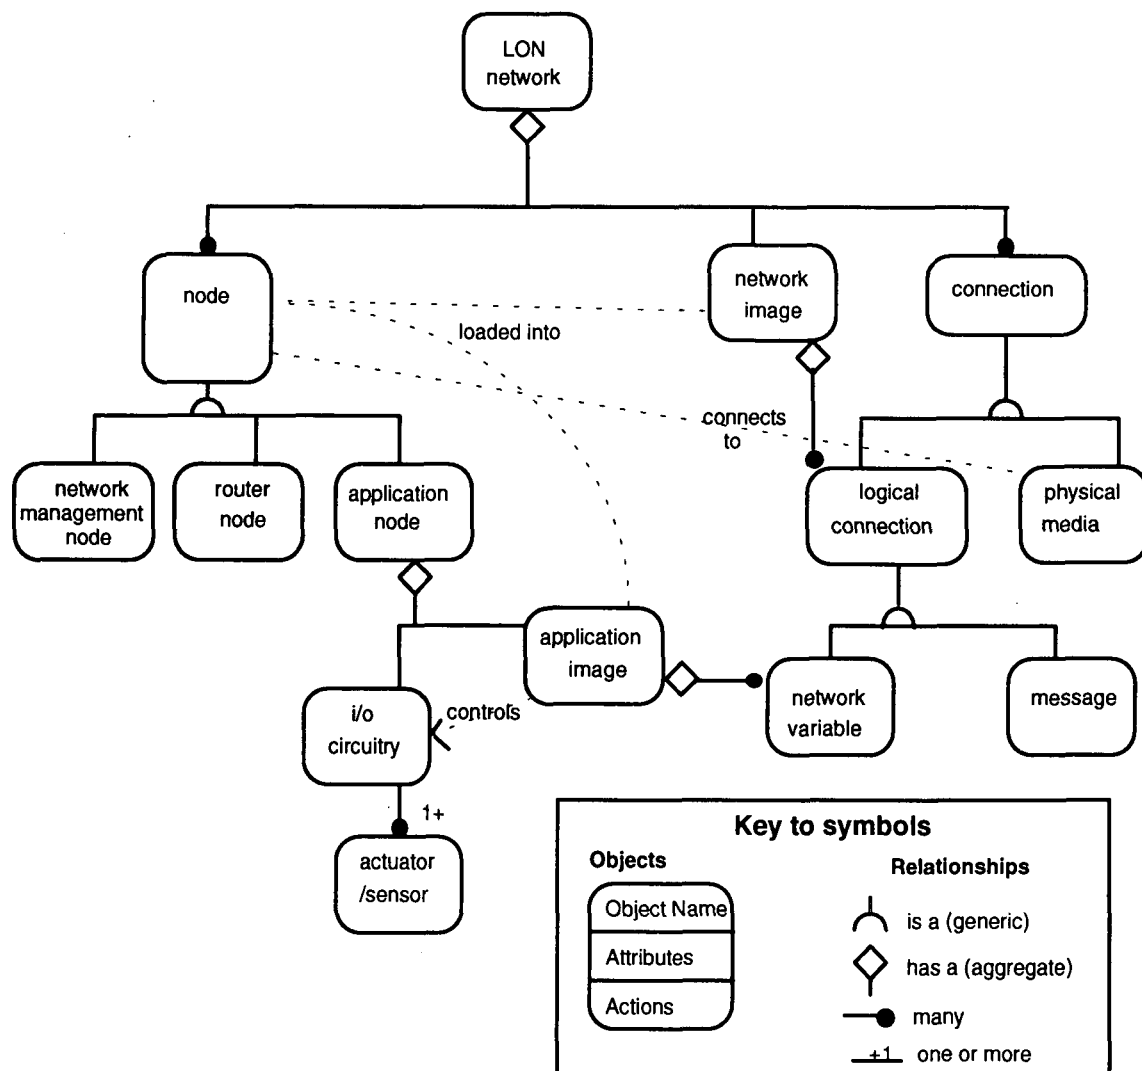 LON
network
node
network
image
connection
loaded into
connects
to
network
management
node
router
node
application
node
logical
connection
physical
media
application
image
i/o
circuitry
controls
network
variable
message
1+
actuator
/sensor
Key to symbols
Objects
Relationships
Object Name
Attributes
Actions
is a (generic)
has a (aggregate)
many
+1 one or more